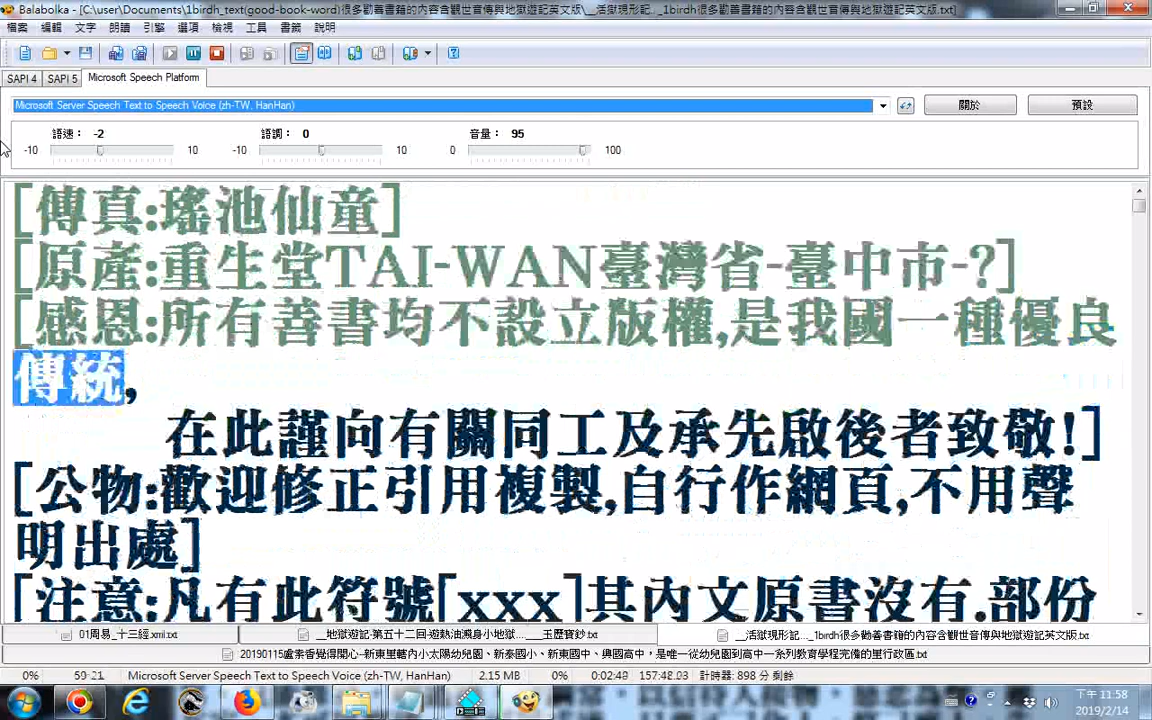 Balabolka - [C:\user\Documents\1birdh_text(good-book-word)很多勸善書籍的內容含觀世音傳與地獄遊記英文版\__活獄現形記..._1birdh很多勸善書籍的內容含觀世音傳與地獄遊記英文版.txt]
檔案 編輯 文字 朗讀 引擎 選項 檢視 工具 書籤 說明
SAPI 4 SAPI 5 Microsoft Speech Platform
Microsoft Server Speech Text to Speech Voice (zh-TW, HanHan) 關於 預設
語速： -2 語調： 0 音量： 95
-10 10 -10 10 0 100
[傳真:瑤池仙童]
[原產:重生堂TAI-WAN臺灣省-臺中市-?]
[感恩:所有善書均不設立版權,是我國一種優良
傳統,
在此謹向有關同工及承先啟後者致敬!]
[公物:歡迎修正引用複製,自行作網頁,不用聲
明出處]
[注意:凡有此符號「xxx」其內文原書沒有.部份
01周易_十三經.xmii.txt __地獄遊記-第五十二回-遊熱油濺身小地獄...___玉歷寶鈔.txt __活獄現形記..._1birdh很多勸善書籍的內容含觀世音傳與地獄遊記英文版.txt
20190115盧素香覺得開心--新東里轄內小太陽幼兒園、新泰國小、新東國中、興國高中，是唯一從幼兒園到高中一系列教育學程完備的里行政區.txt
0% 59:21 Microsoft Server Speech Text to Speech Voice (zh-TW, HanHan) 2.15 MB 0% 0:02:48 157:48:03 計時器: 898 分 剩餘
下午 11:58
2019/2/14